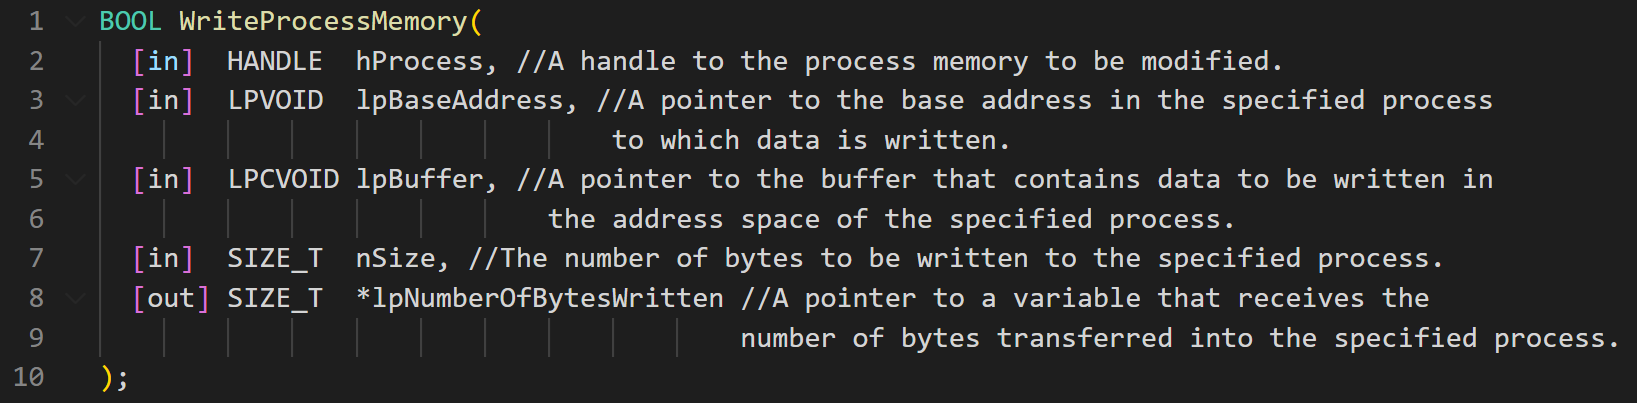 1 BOOL WriteProcessMemory(
2 [in] HANDLE hProcess, //A handle to the process memory to be modified.
3 [in] LPVOID lpBaseAddress, //A pointer to the base address in the specified process
4 to which data is written.
5 [in] LPCVOID lpBuffer, //A pointer to the buffer that contains data to be written in
6 the address space of the specified process.
7 [in] SIZE_T nSize, //The number of bytes to be written to the specified process.
8 [out] SIZE_T *lpNumberOfBytesWritten //A pointer to a variable that receives the
9 number of bytes transferred into the specified process.
10 );